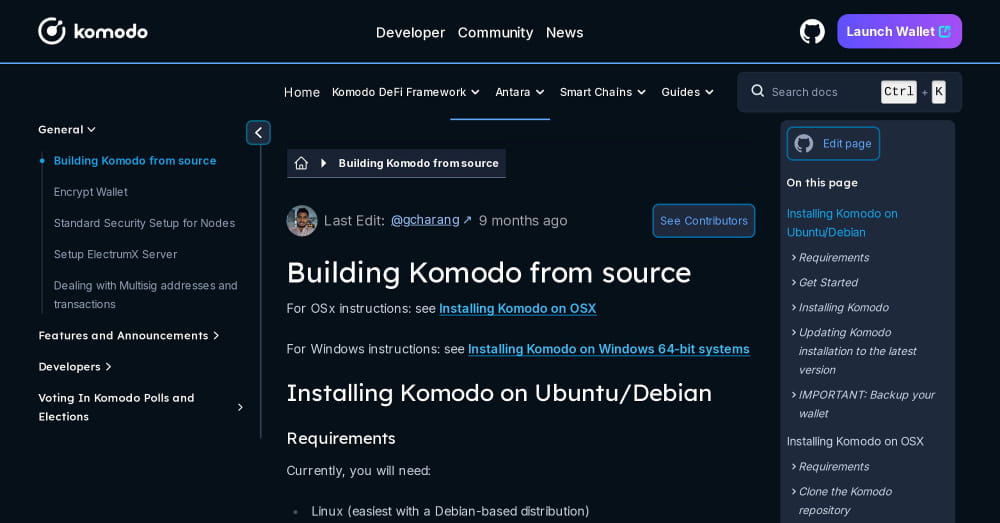 komodo
Developer Community News
Launch Wallet
Home Komodo DeFi Framework Antara Smart Chains Guides
Search docs Ctrl + K
General
Building Komodo from source
Encrypt Wallet
Standard Security Setup for Nodes
Setup ElectrumX Server
Dealing with Multisig addresses and
transactions
Features and Announcements
Developers
Voting In Komodo Polls and
Elections
Building Komodo from source
Last Edit: @gcharang ↗ 9 months ago
See Contributors
Building Komodo from source
For OSx instructions: see Installing Komodo on OSX
For Windows instructions: see Installing Komodo on Windows 64-bit systems
Installing Komodo on Ubuntu/Debian
Requirements
Currently, you will need:
Linux (easiest with a Debian-based distribution)
Edit page
On this page
Installing Komodo on
Ubuntu/Debian
Requirements
Get Started
Installing Komodo
Updating Komodo
installation to the latest
version
IMPORTANT: Backup your
wallet
Installing Komodo on OSX
Requirements
Clone the Komodo
repository